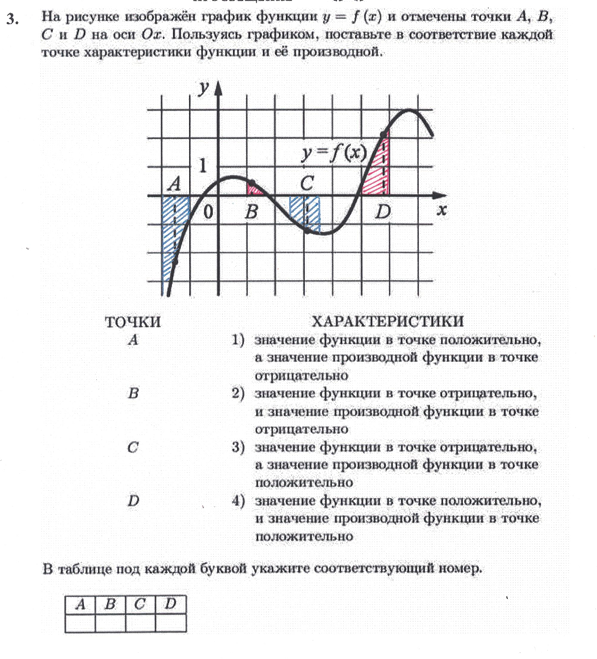 3. На рисунке изображён график функции y = f (x) и отмечены точки A, B,
C и D на оси Ox. Пользуясь графиком, поставьте в соответствие каждой
точке характеристики функции и её производной.
y
y = f(x)
1
A
C
0
B
D
x
ТОЧКИ ХАРАКТЕРИСТИКИ
A 1) значение функции в точке положительно,
а значение производной функции в точке
отрицательно
B 2) значение функции в точке отрицательно,
и значение производной функции в точке
отрицательно
C 3) значение функции в точке отрицательно,
а значение производной функции в точке
положительно
D 4) значение функции в точке положительно,
и значение производной функции в точке
положительно
В таблице под каждой буквой укажите соответствующий номер.
A B C D